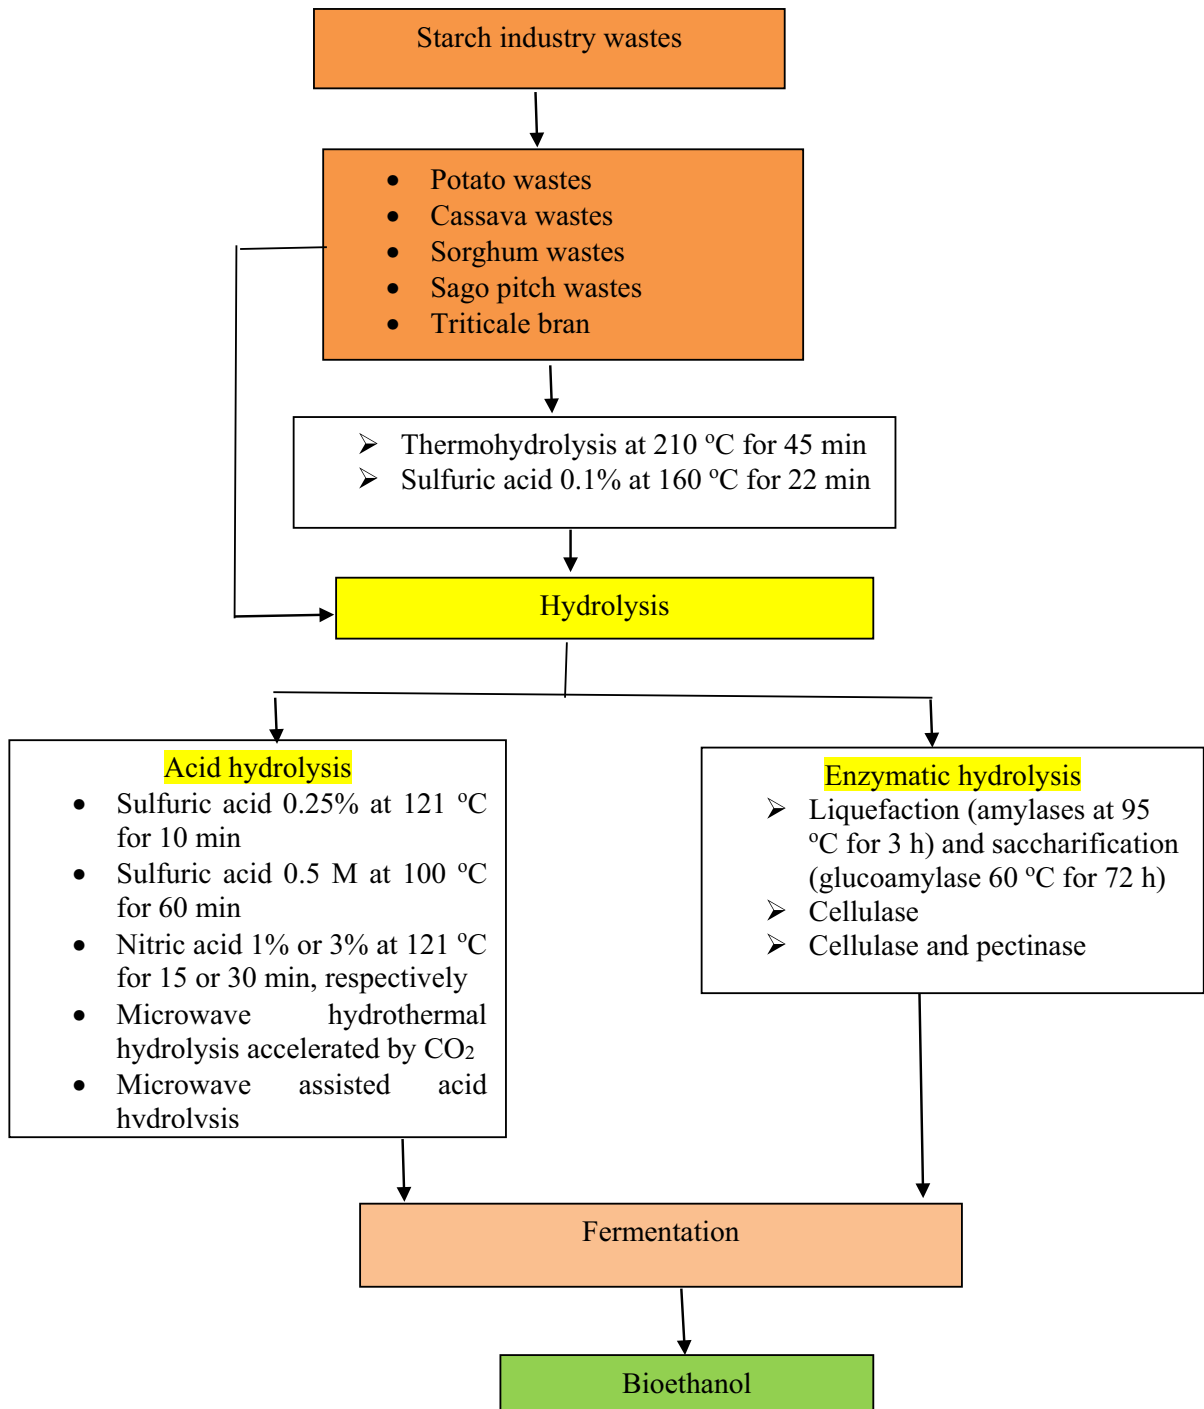 Starch industry wastes
• Potato wastes
• Cassava wastes
• Sorghum wastes
• Sago pitch wastes
• Triticale bran
➢ Thermohydrolysis at 210 ºC for 45 min
➢ Sulfuric acid 0.1% at 160 ºC for 22 min
Hydrolysis
Acid hydrolysis
• Sulfuric acid 0.25% at 121 ºC
for 10 min
• Sulfuric acid 0.5 M at 100 ºC
for 60 min
• Nitric acid 1% or 3% at 121 ºC
for 15 or 30 min, respectively
• Microwave hydrothermal
hydrolysis accelerated by CO₂
• Microwave assisted acid
hydrolysis
Enzymatic hydrolysis
➢ Liquefaction (amylases at 95
ºC for 3 h) and saccharification
(glucoamylase 60 ºC for 72 h)
➢ Cellulase
➢ Cellulase and pectinase
Fermentation
Bioethanol